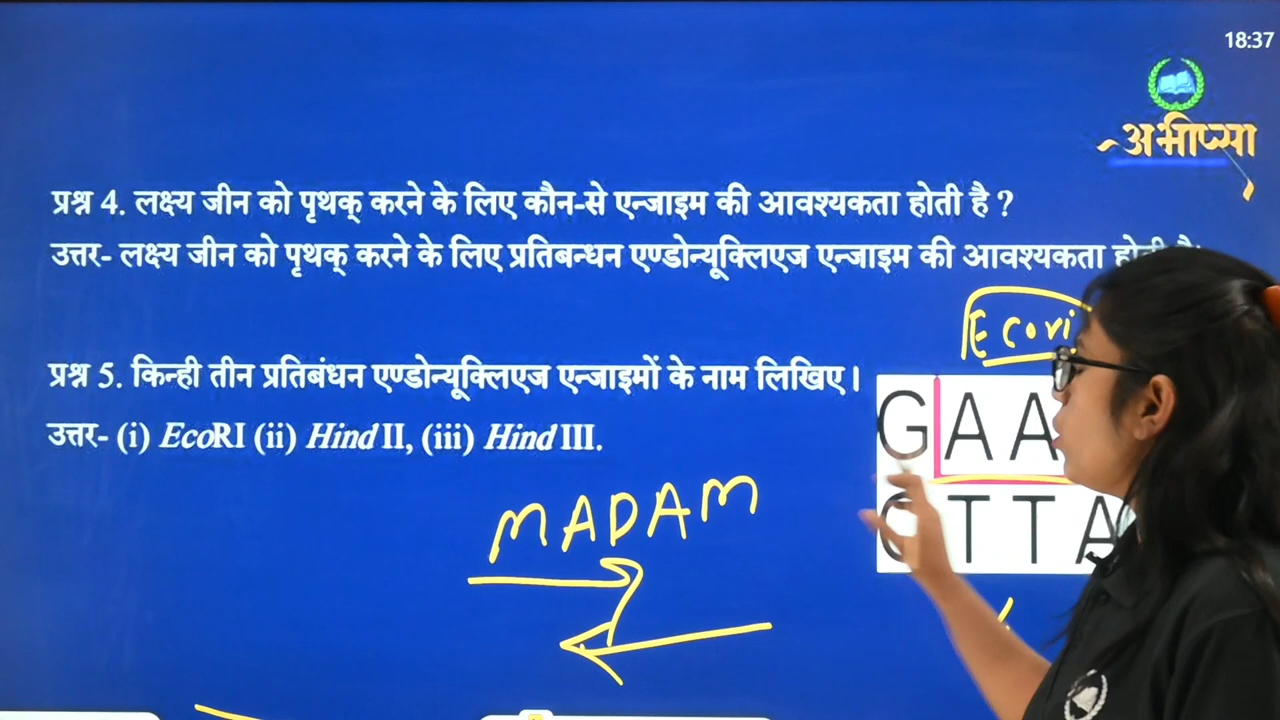 18:37
अभीप्सा
प्रश्न 4. लक्ष्य जीन को पृथक् करने के लिए कौन-से एन्जाइम की आवश्यकता होती है ?
उत्तर- लक्ष्य जीन को पृथक् करने के लिए प्रतिबन्धन एण्डोन्यूक्लिएज एन्जाइम की आवश्यकता
Ecori
प्रश्न 5. किन्ही तीन प्रतिबंधन एण्डोन्यूक्लिएज एन्जाइमों के नाम लिखिए।
उत्तर- (i) EcoRI (ii) Hind II, (iii) Hind III.
G A A
C T T A
MADAM